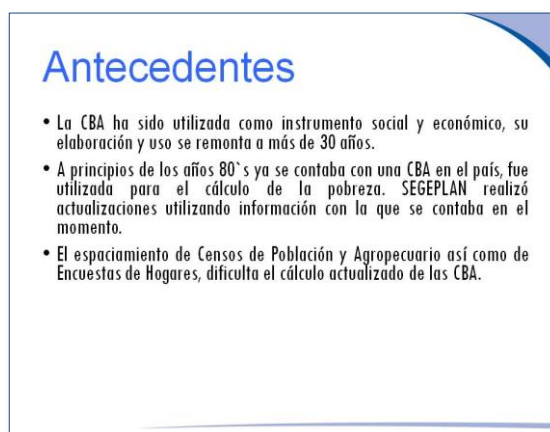 Antecedentes
• La CBA ha sido utilizada como instrumento social y económico, su
elaboración y uso se remonta a más de 30 años.
• A principios de los años 80`s ya se contaba con una CBA en el país, fue
utilizada para el cálculo de la pobreza. SEGEPLAN realizó
actualizaciones utilizando información con la que se contaba en el
momento.
• El espaciamiento de Censos de Población y Agropecuario así como de
Encuestas de Hogares, dificulta el cálculo actualizado de las CBA.